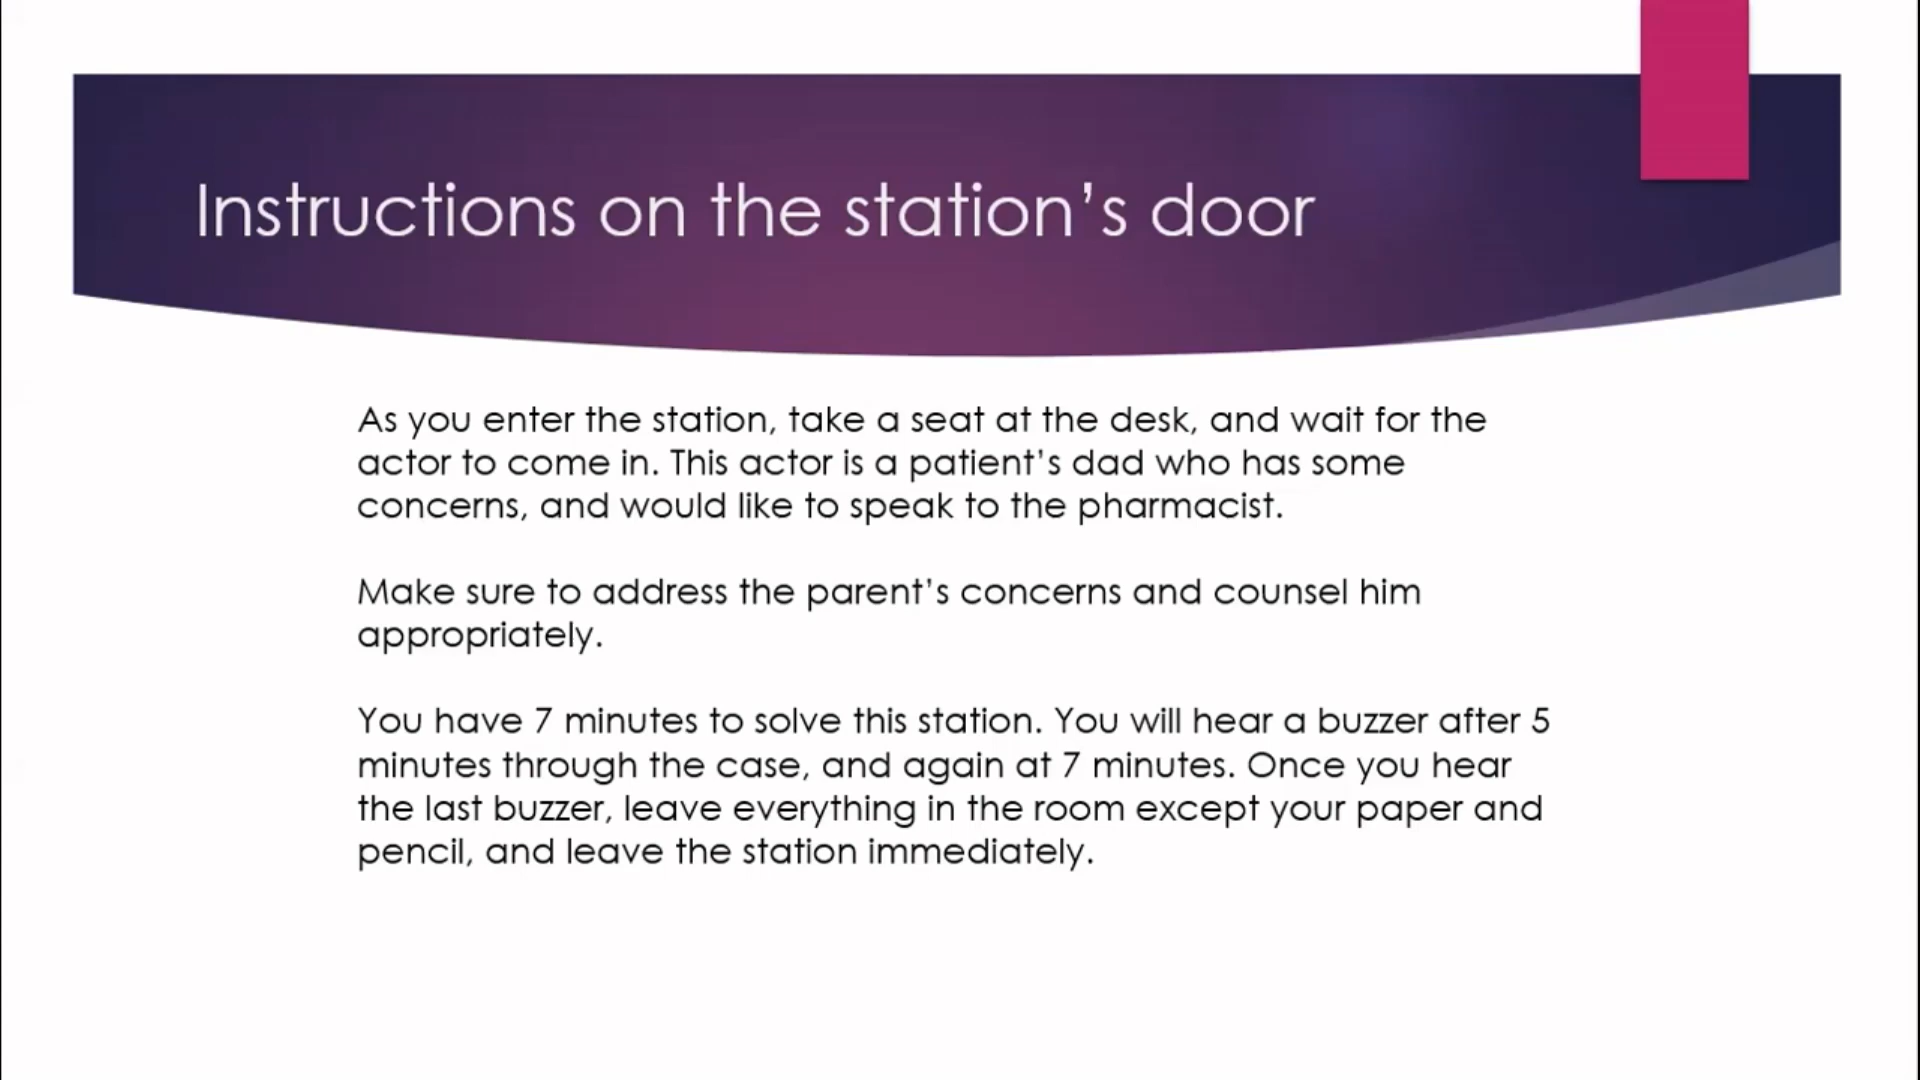 Instructions on the station’s door
As you enter the station, take a seat at the desk, and wait for the
actor to come in. This actor is a patient’s dad who has some
concerns, and would like to speak to the pharmacist.
Make sure to address the parent’s concerns and counsel him
appropriately.
You have 7 minutes to solve this station. You will hear a buzzer after 5
minutes through the case, and again at 7 minutes. Once you hear
the last buzzer, leave everything in the room except your paper and
pencil, and leave the station immediately.